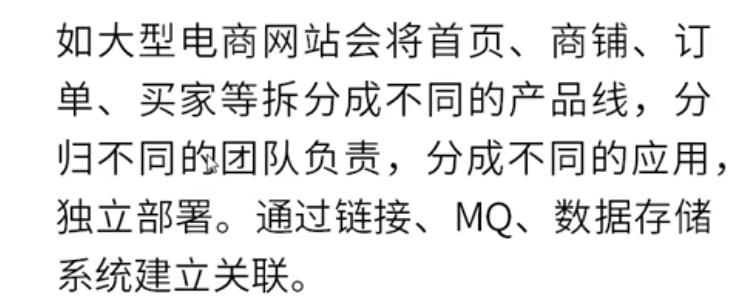 如大型电商网站会将首页、商铺、订
单、买家等拆分成不同的产品线，分
归不同的团队负责，分成不同的应用，
独立部署。通过链接、MQ、数据存储
系统建立关联。